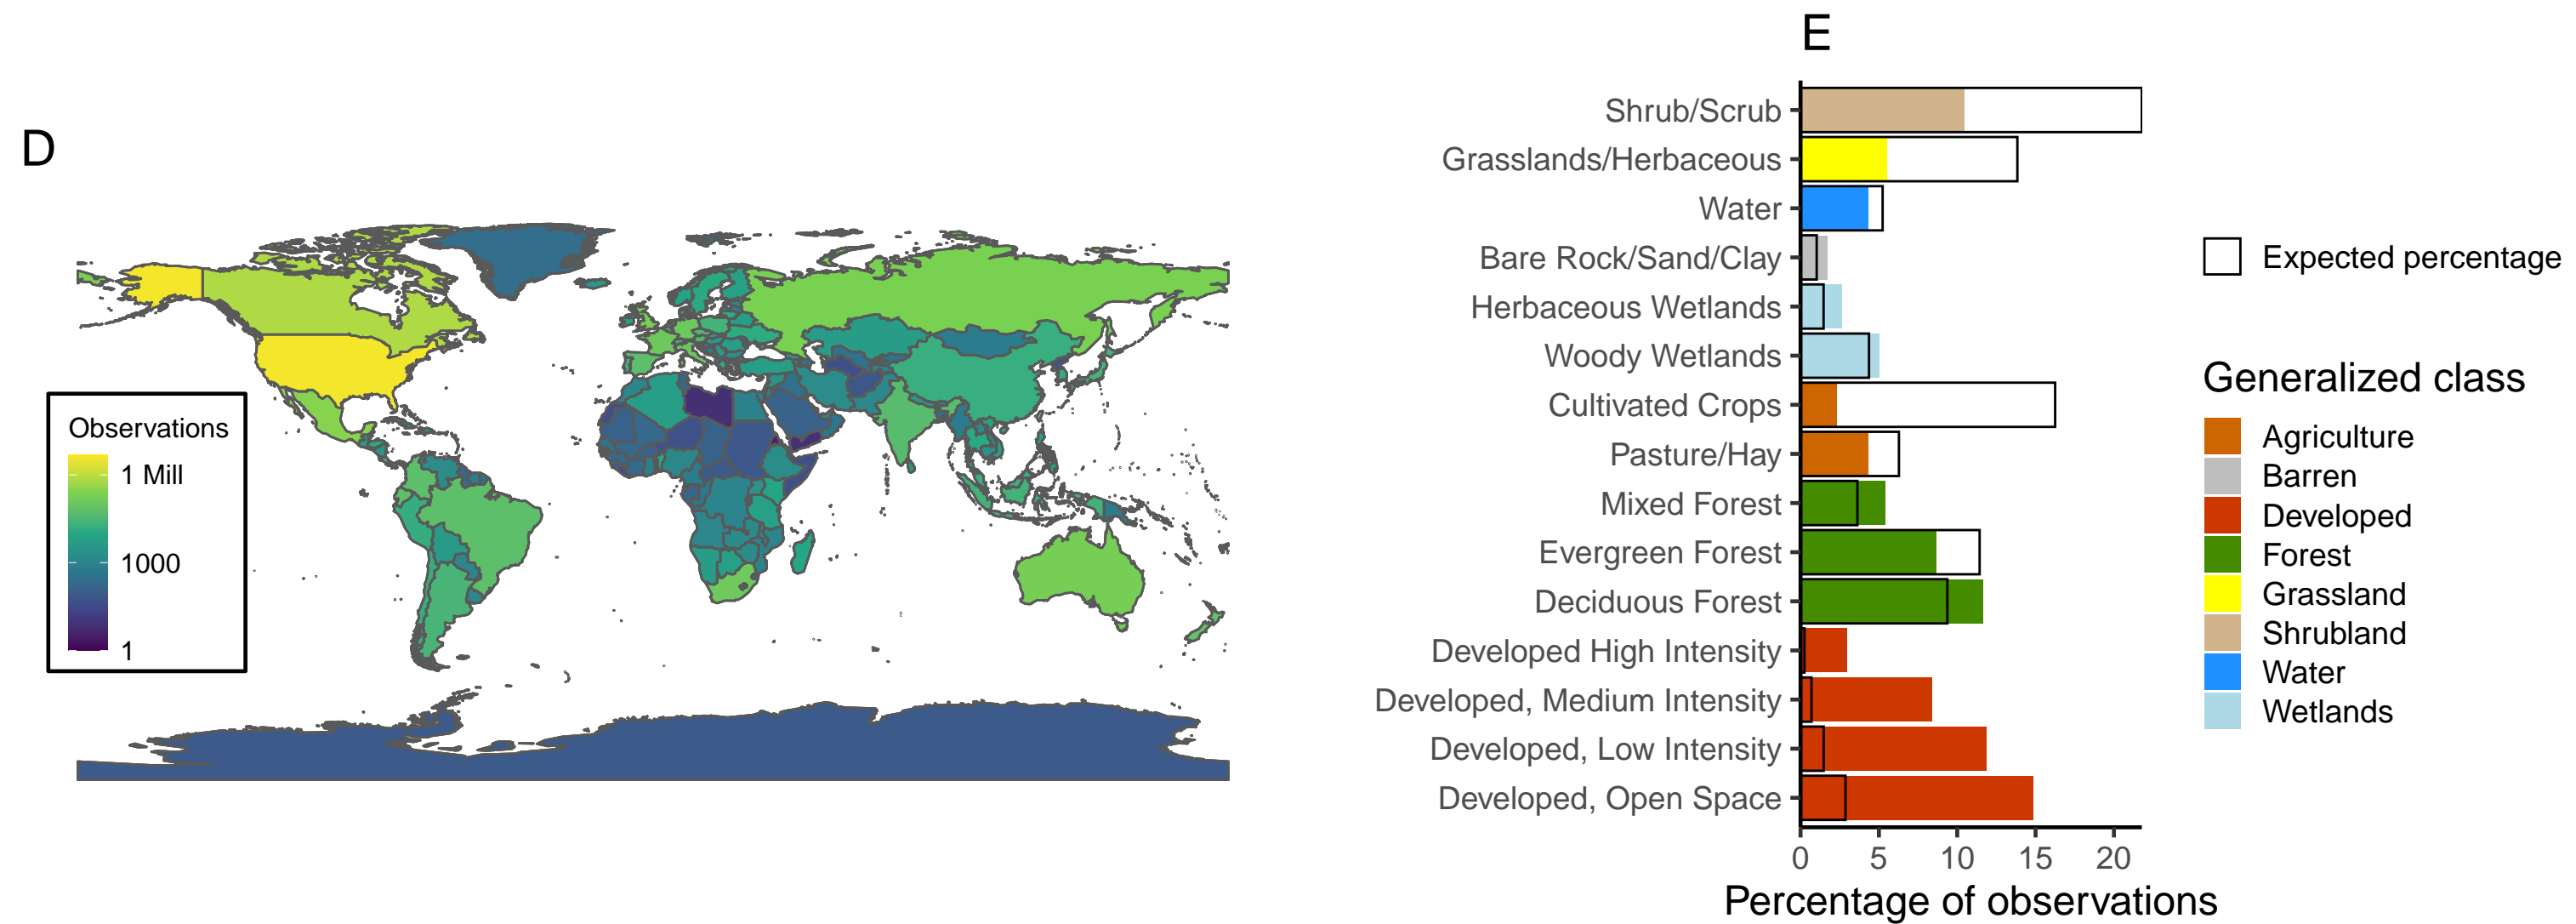 D
Observations
1 Mill
1000
1
E
Shrub/Scrub
Grasslands/Herbaceous
Water
Bare Rock/Sand/Clay
Herbaceous Wetlands
Woody Wetlands
Cultivated Crops
Pasture/Hay
Mixed Forest
Evergreen Forest
Deciduous Forest
Developed High Intensity
Developed, Medium Intensity
Developed, Low Intensity
Developed, Open Space
0 5 10 15 20
Percentage of observations
Expected percentage
Generalized class
Agriculture
Barren
Developed
Forest
Grassland
Shrubland
Water
Wetlands